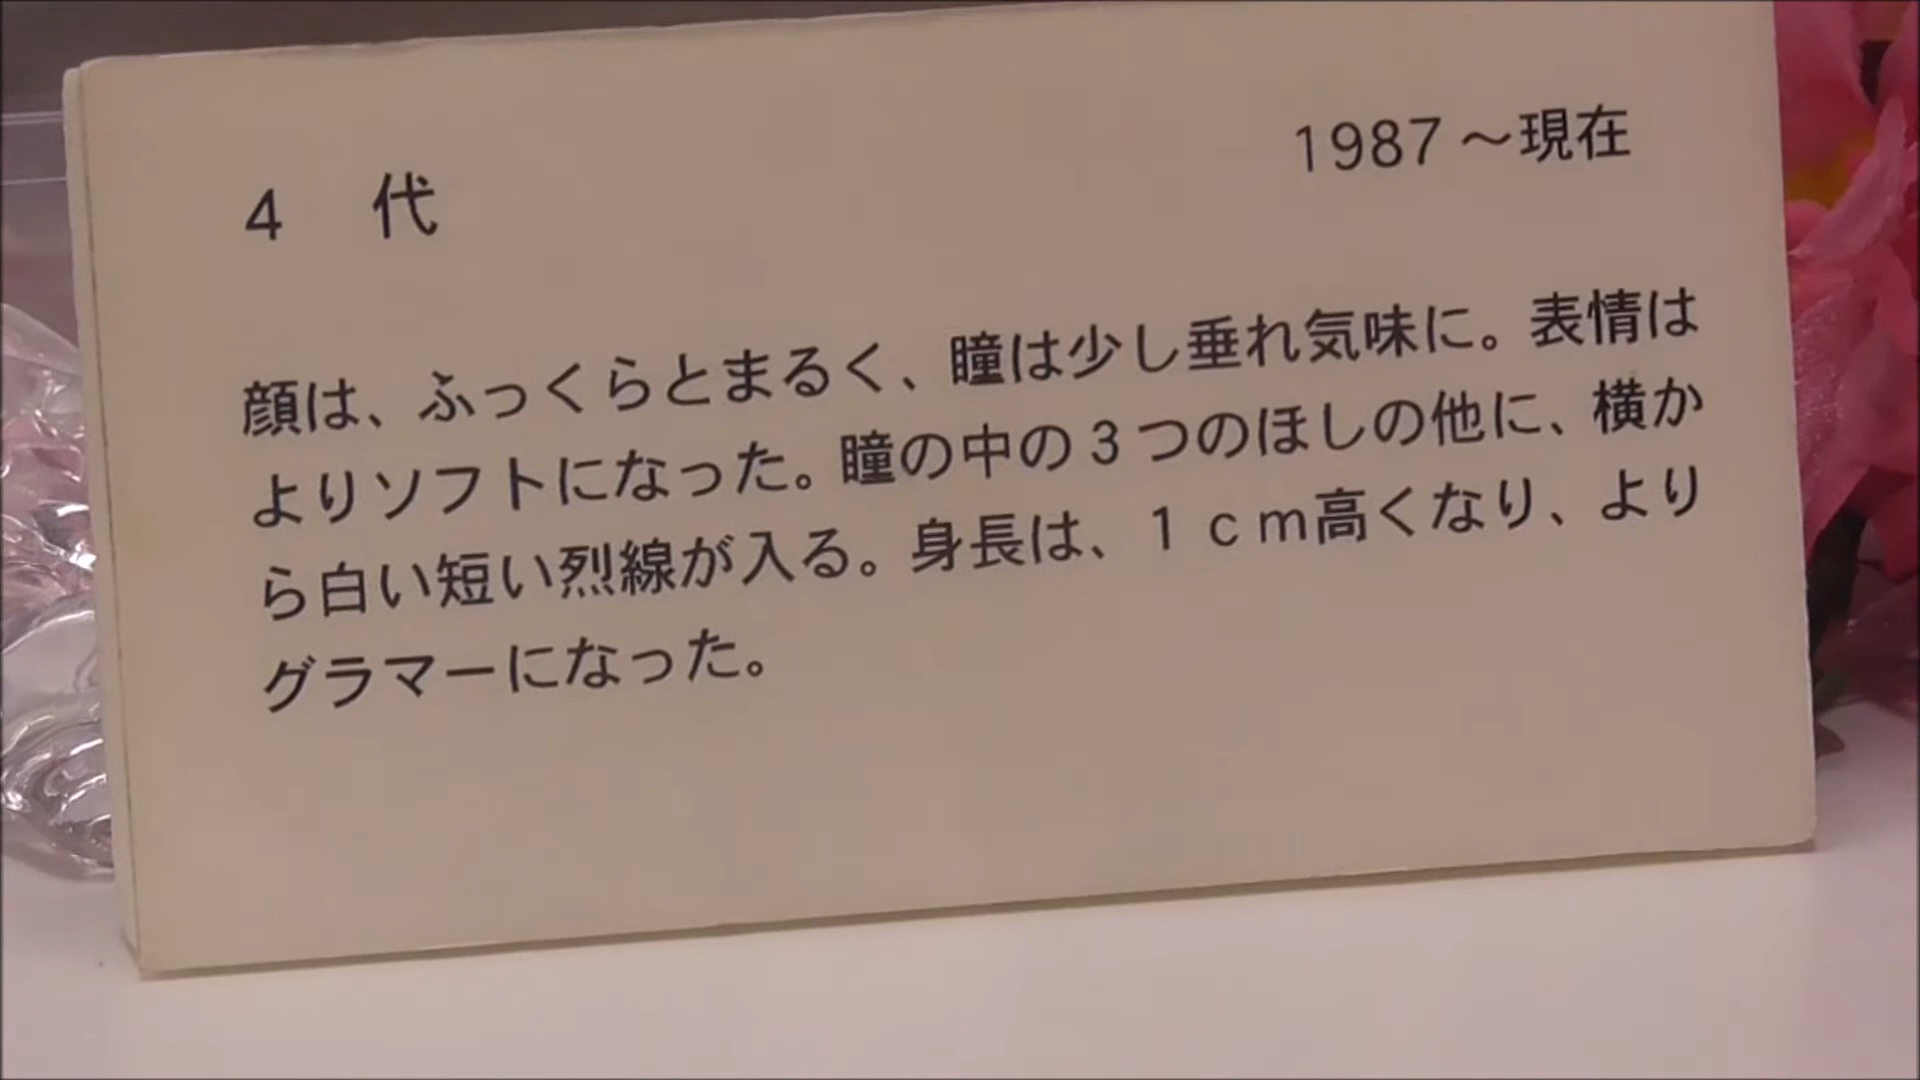 4 代
1987～現在
顔は、ふっくらとまるく、瞳は少し垂れ気味に。表情は
よりソフトになった。瞳の中の3つのほしの他に、横か
ら白い短い烈線が入る。身長は、1cm高くなり、より
グラマーになった。